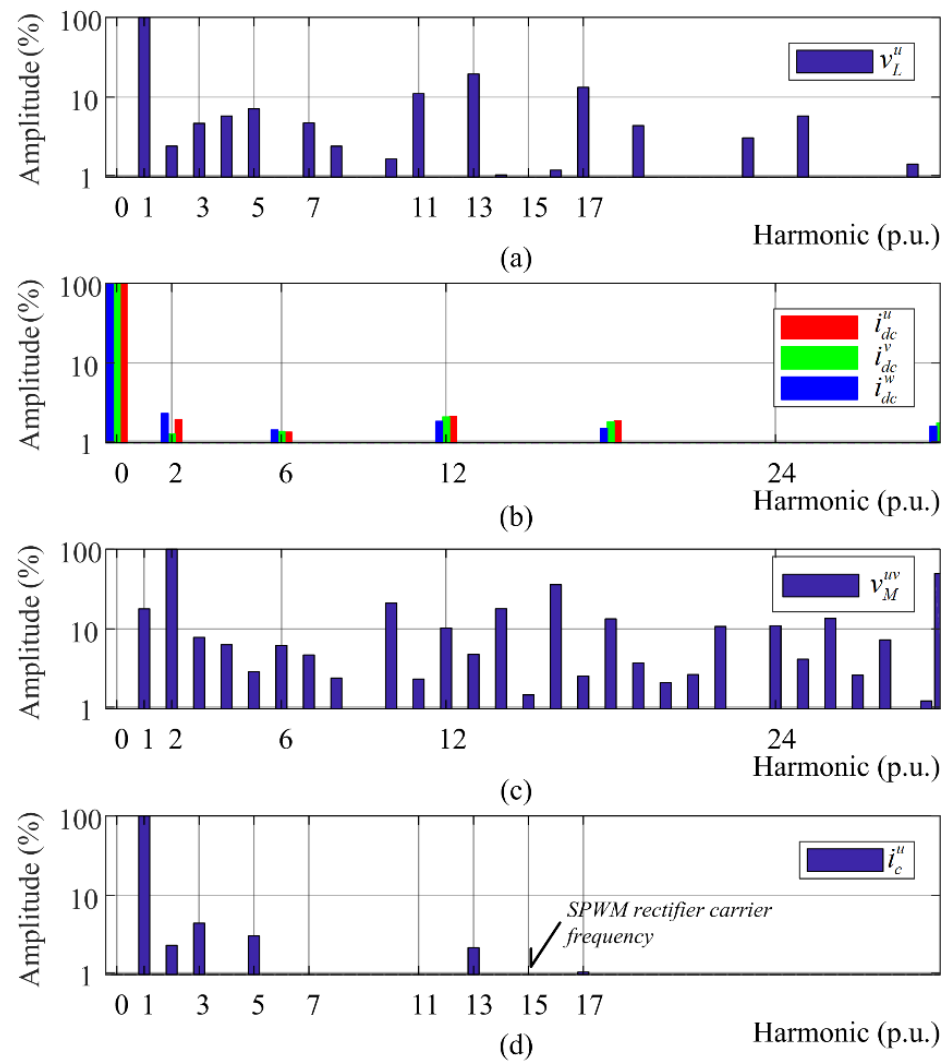 Amplitude (%)
100
10
1
v_L^u
0 1 3 5 7 11 13 15 17
Harmonic (p.u.)
(a)
Amplitude (%)
100
10
1
i_dc^u
i_dc^v
i_dc^w
0 2 6 12 24
Harmonic (p.u.)
(b)
Amplitude (%)
100
10
1
v_M^uv
0 1 2 6 12 24
Harmonic (p.u.)
(c)
Amplitude (%)
100
10
1
i_c^u
SPWM rectifier carrier
frequency
0 1 3 5 7 11 13 15 17
Harmonic (p.u.)
(d)